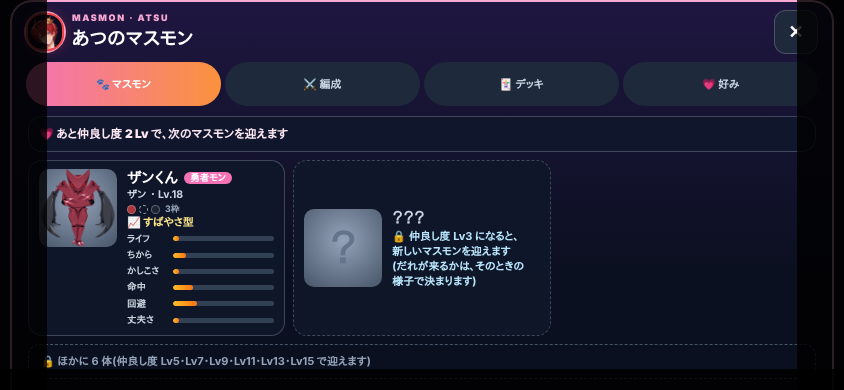 MASMON · ATSU
あつのマスモン
×
🐾 マスモン
⚔️ 編成
🃏 デッキ
💗 好み
💗 あと仲良し度 2 Lv で、次のマスモンを迎えます
ザンくん 勇者モン
ザン · Lv.18
3枠
📈 すばやさ型
ライフ
ちから
かしこさ
命中
回避
丈夫さ
?
???
🔒 仲良し度 Lv3 になると、
新しいマスモンを迎えます
(だれが来るかは、そのときの
様子で決まります)
🔒 ほかに 6 体(仲良し度 Lv5・Lv7・Lv9・Lv11・Lv13・Lv15 で迎えます)